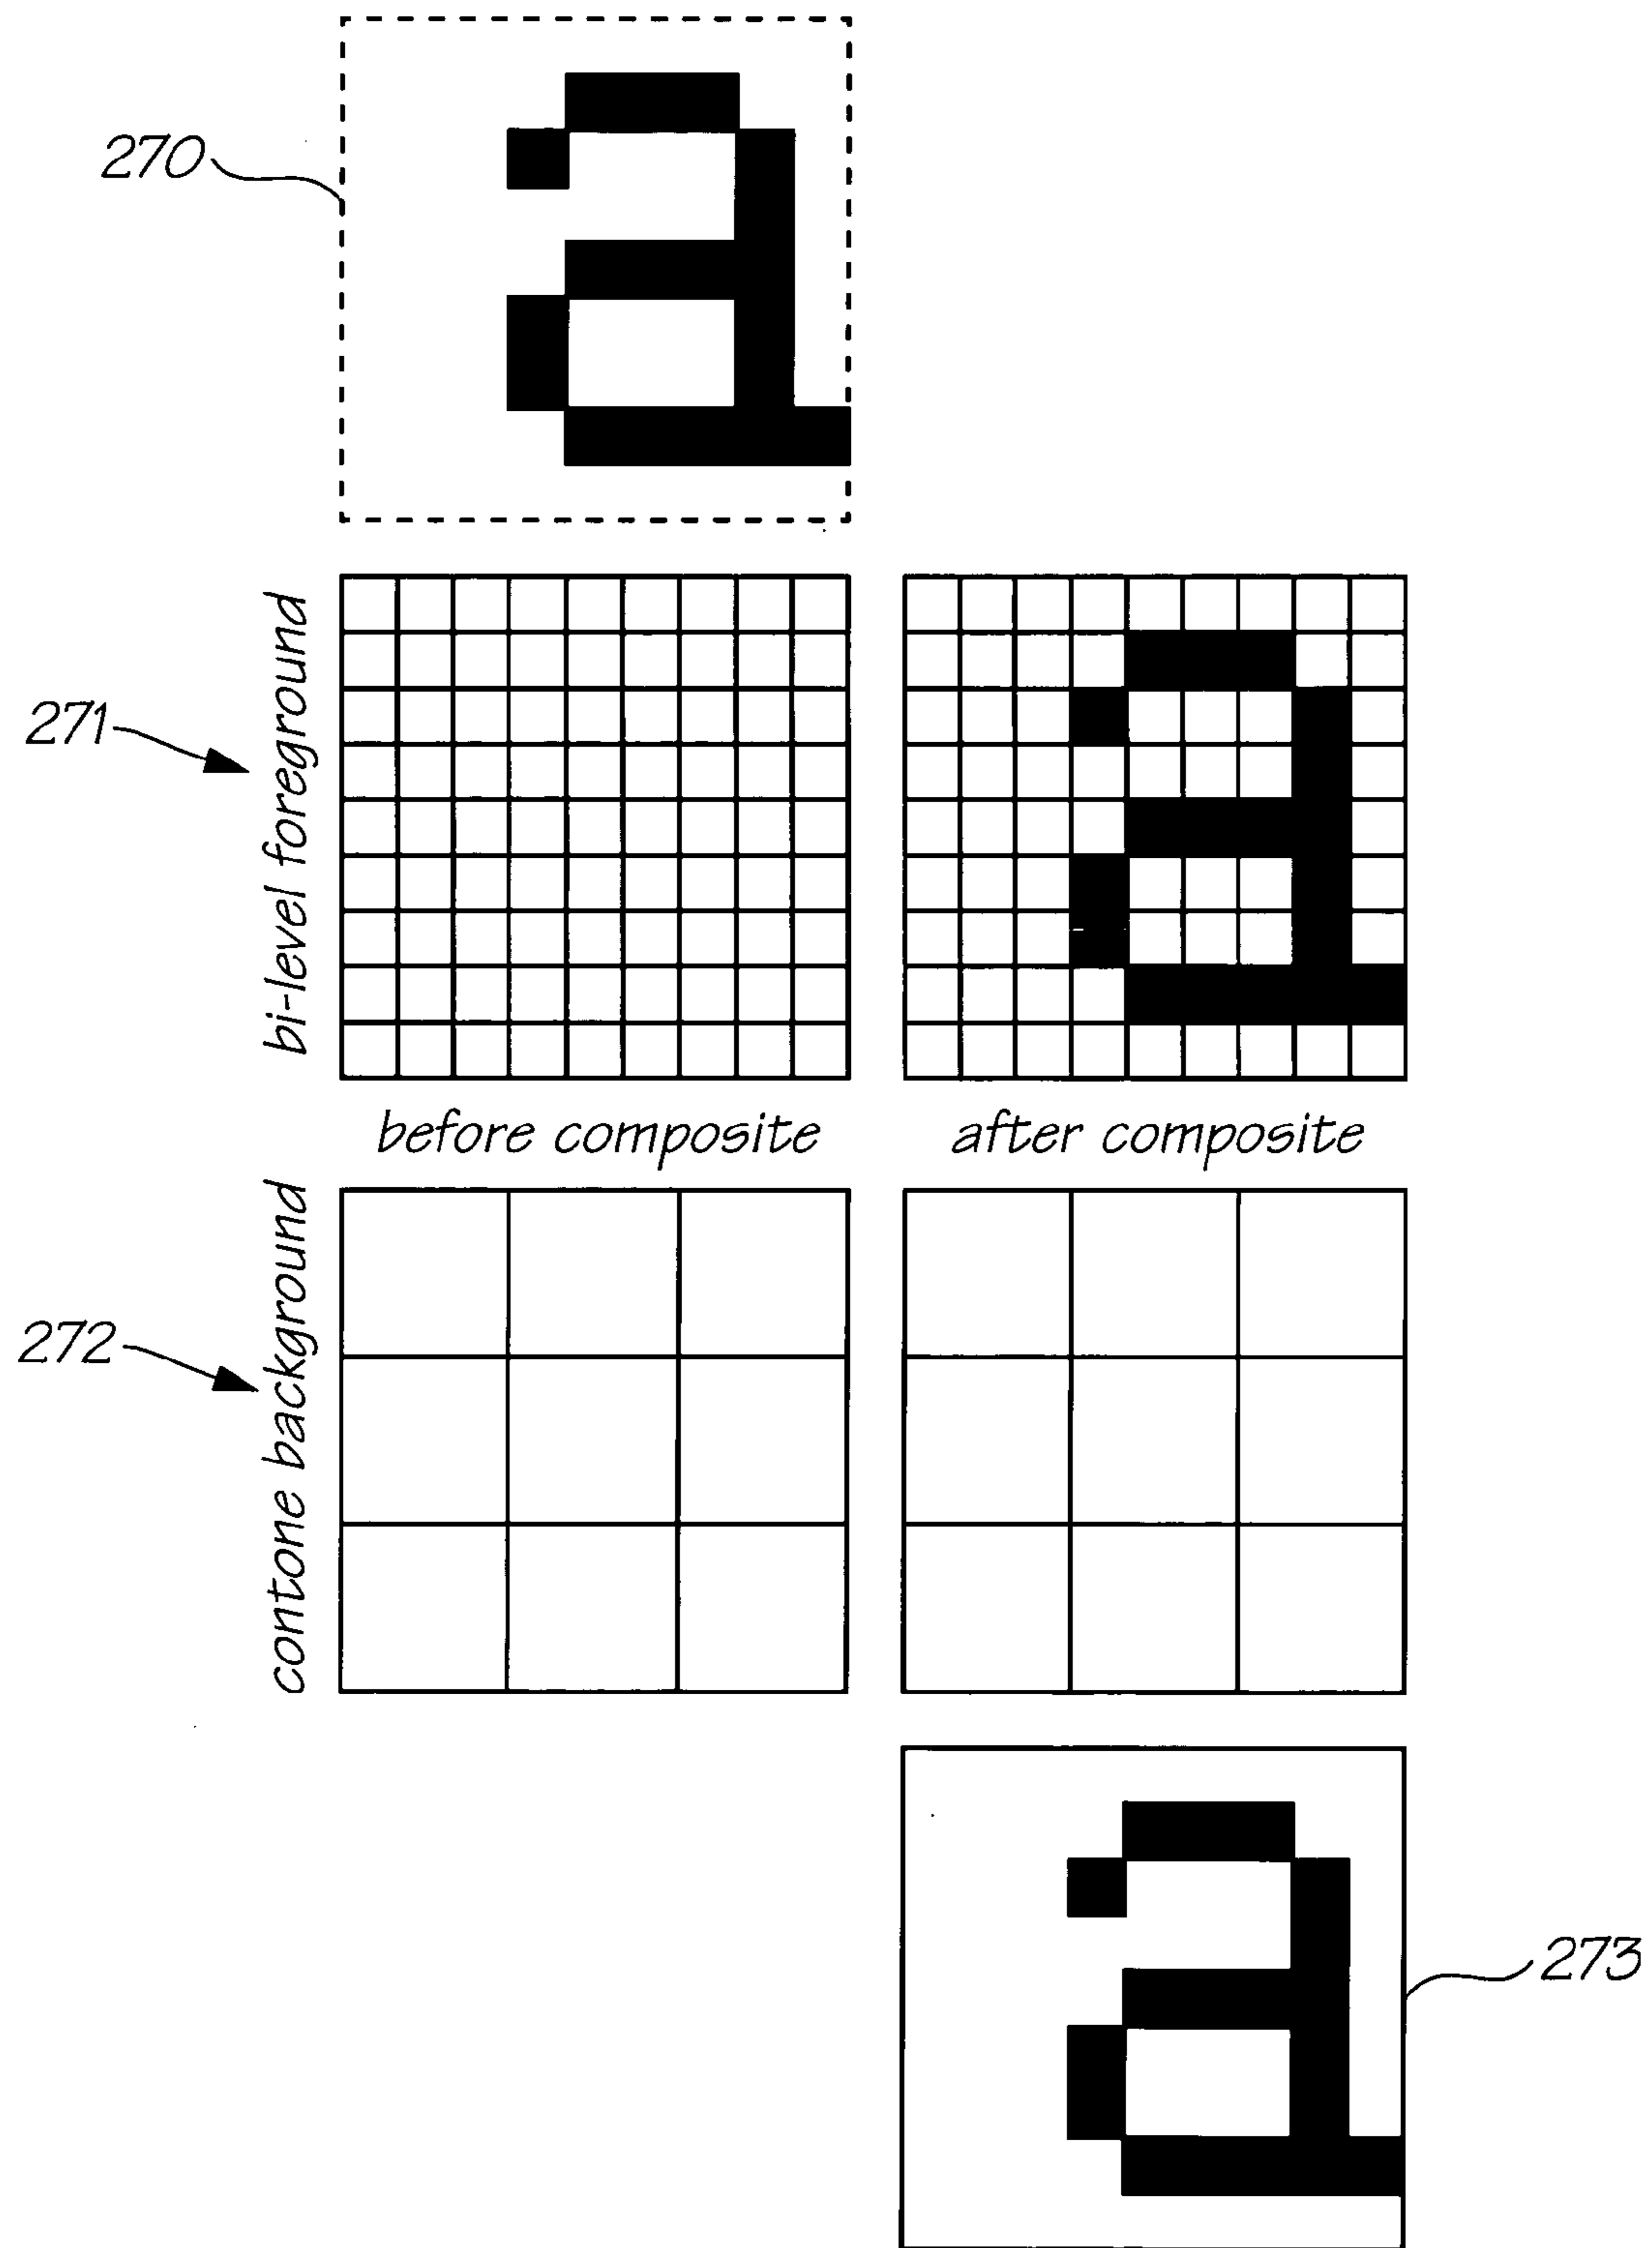 270
a
271
bi-level foreground
a
before composite
after composite
272
contone background
a
273